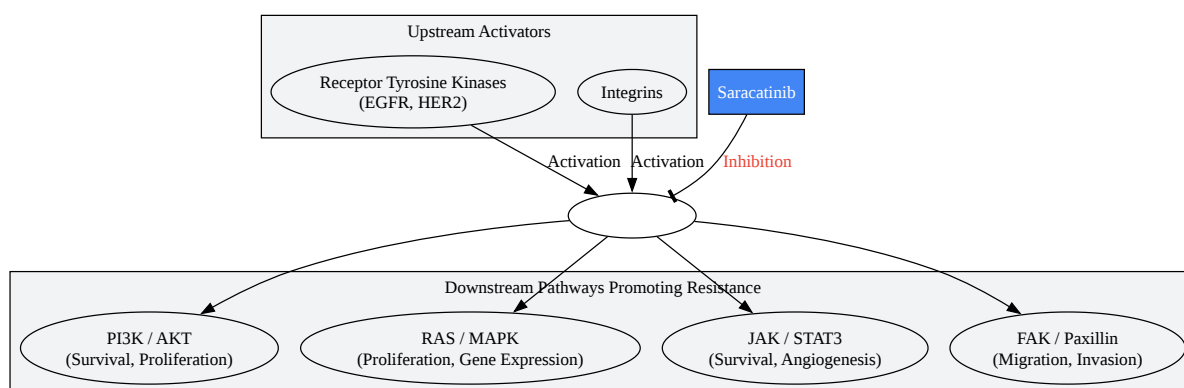 Upstream Activators
Receptor Tyrosine Kinases
(EGFR, HER2)
Integrins
Saracatinib
Activation
Activation
Inhibition
Downstream Pathways Promoting Resistance
PI3K / AKT
(Survival, Proliferation)
RAS / MAPK
(Proliferation, Gene Expression)
JAK / STAT3
(Survival, Angiogenesis)
FAK / Paxillin
(Migration, Invasion)